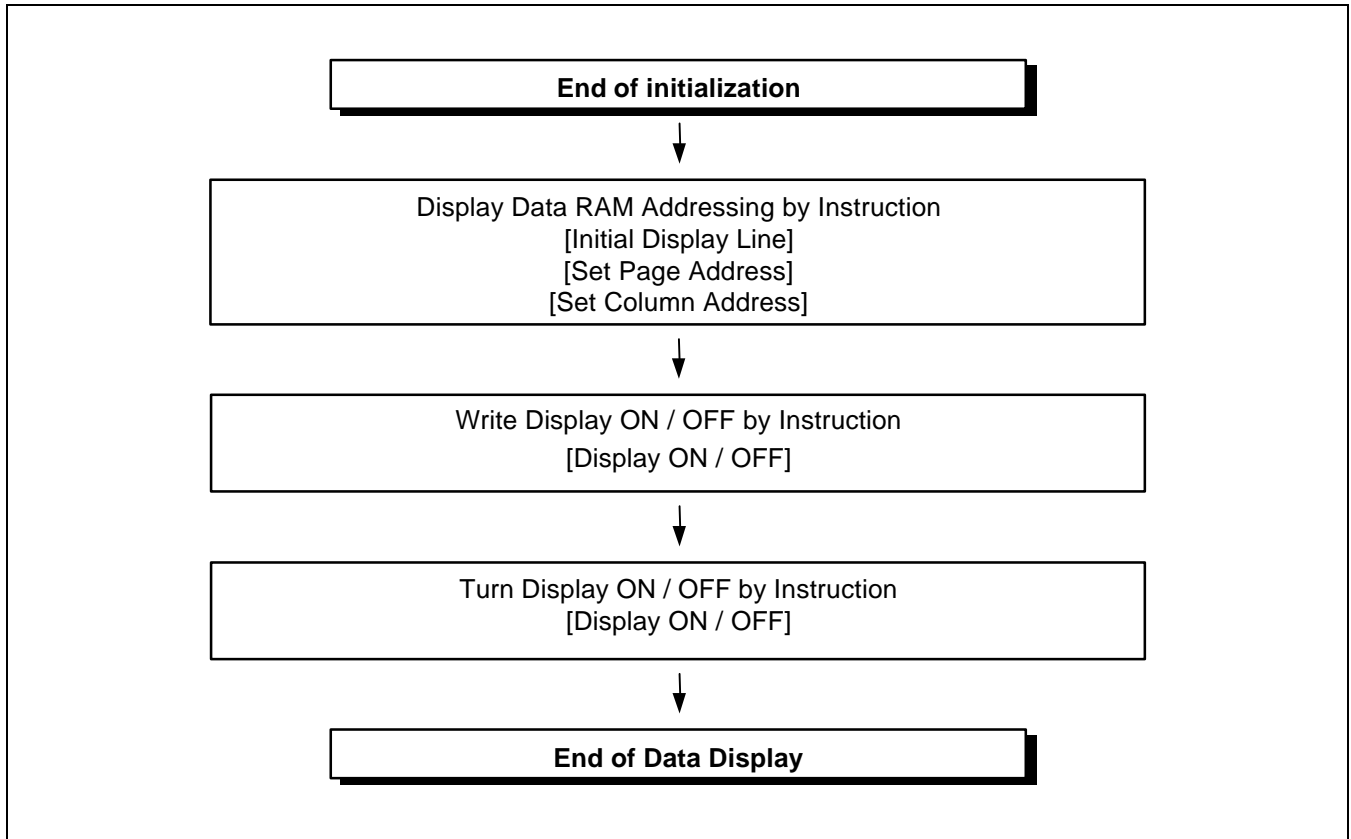 End of initialization
Display Data RAM Addressing by Instruction
[Initial Display Line]
[Set Page Address]
[Set Column Address]
Write Display ON / OFF by Instruction
[Display ON / OFF]
Turn Display ON / OFF by Instruction
[Display ON / OFF]
End of Data Display